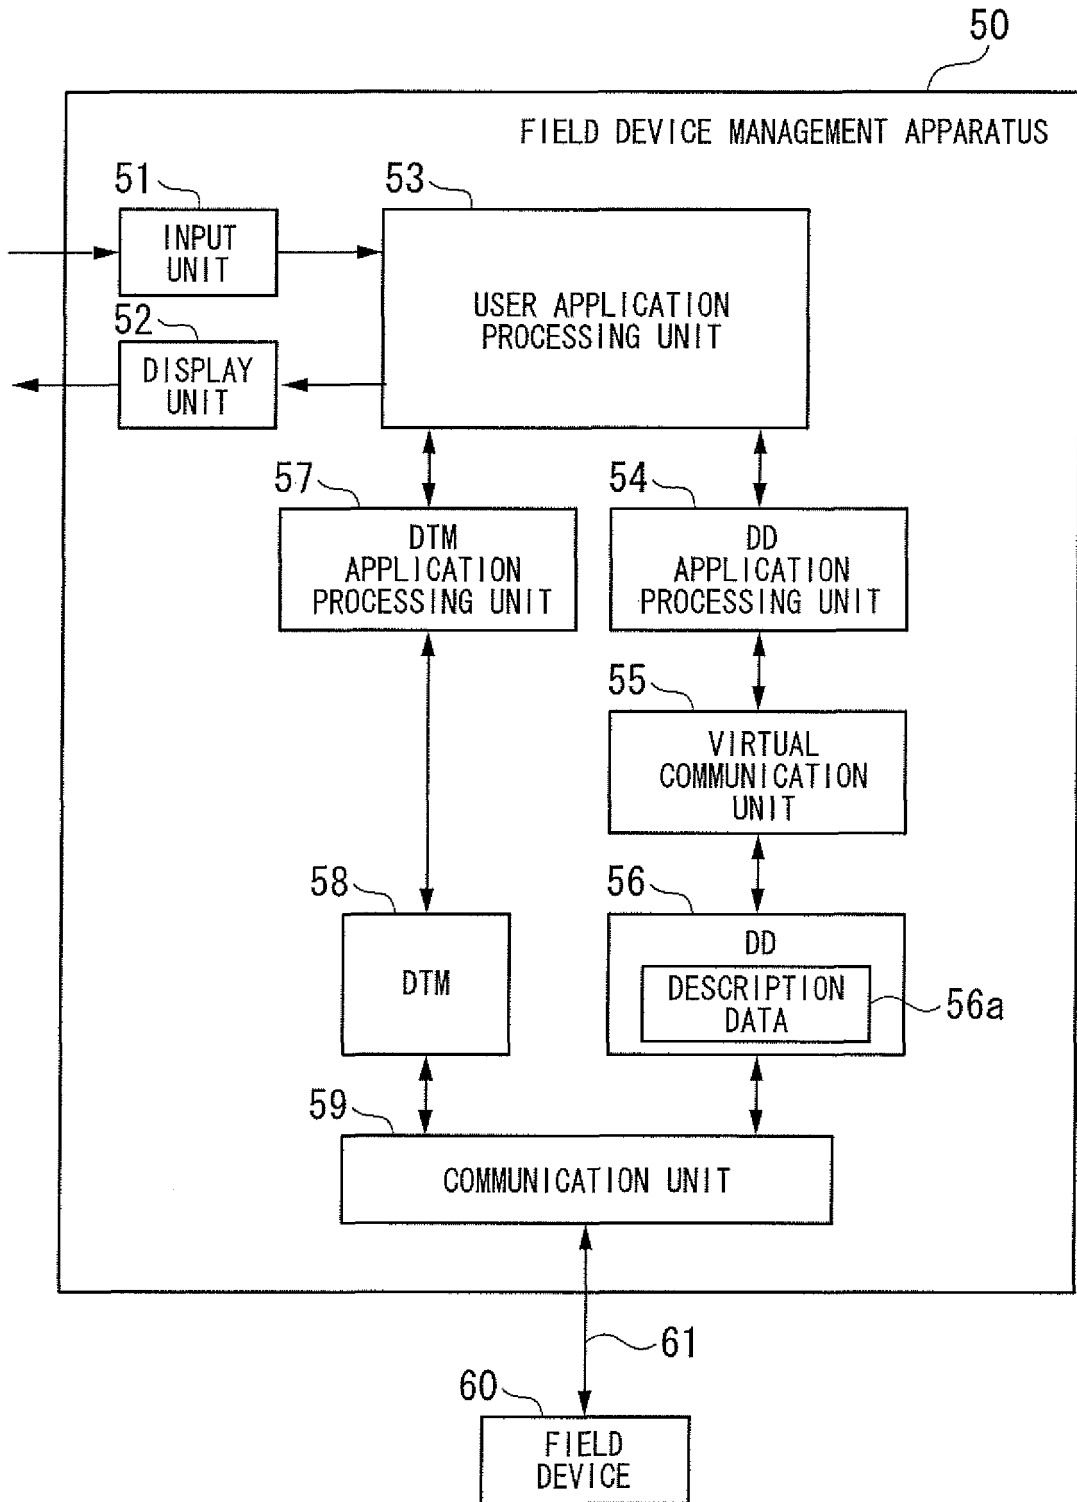 50
FIELD DEVICE MANAGEMENT APPARATUS
51
INPUT
UNIT
53
USER APPLICATION
PROCESSING UNIT
52
DISPLAY
UNIT
57
DTM
APPLICATION
PROCESSING UNIT
54
DD
APPLICATION
PROCESSING UNIT
55
VIRTUAL
COMMUNICATION
UNIT
58
DTM
56
DD
DESCRIPTION
DATA
56a
59
COMMUNICATION UNIT
61
60
FIELD
DEVICE